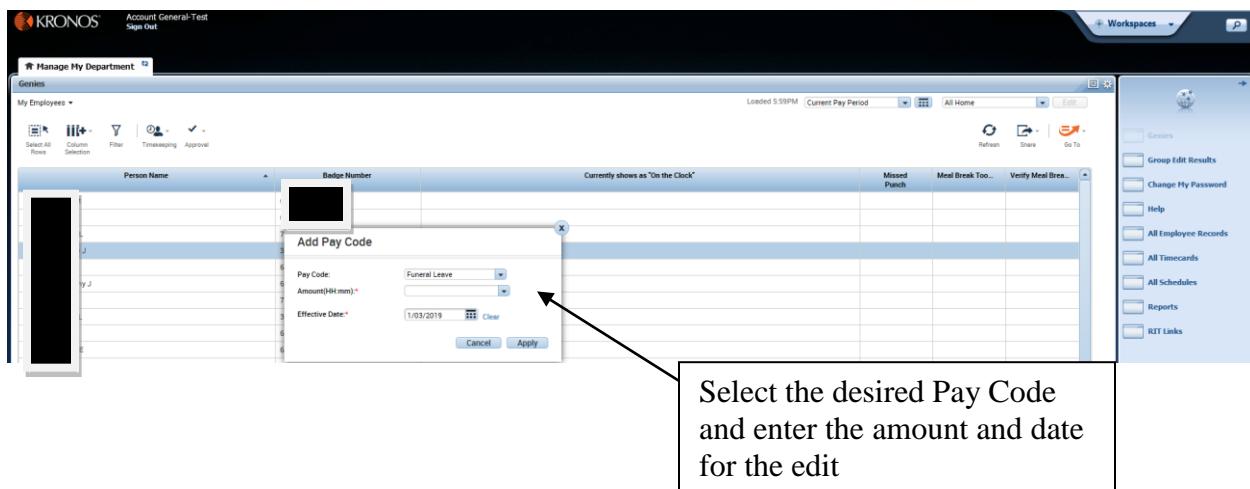 KRONOS
Account General-Test
Sign Out
+ Workspaces
Manage My Department
Genies
My Employees
Loaded 5:59PM Current Pay Period All Home Edit
Select All Rows
Column Selection
Filter
Timekeeping
Approval
Refresh
Share
Go To
Person Name
Badge Number
Currently shows as "On the Clock"
Missed Punch
Meal Break Too...
Verify Meal Brea...
Add Pay Code
x
Pay Code: Funeral Leave
Amount(HH:mm):*
Effective Date:* 1/03/2019 Clear
Cancel Apply
Genies
Group Edit Results
Change My Password
Help
All Employee Records
All Timecards
All Schedules
Reports
RIT Links
Select the desired Pay Code
and enter the amount and date
for the edit